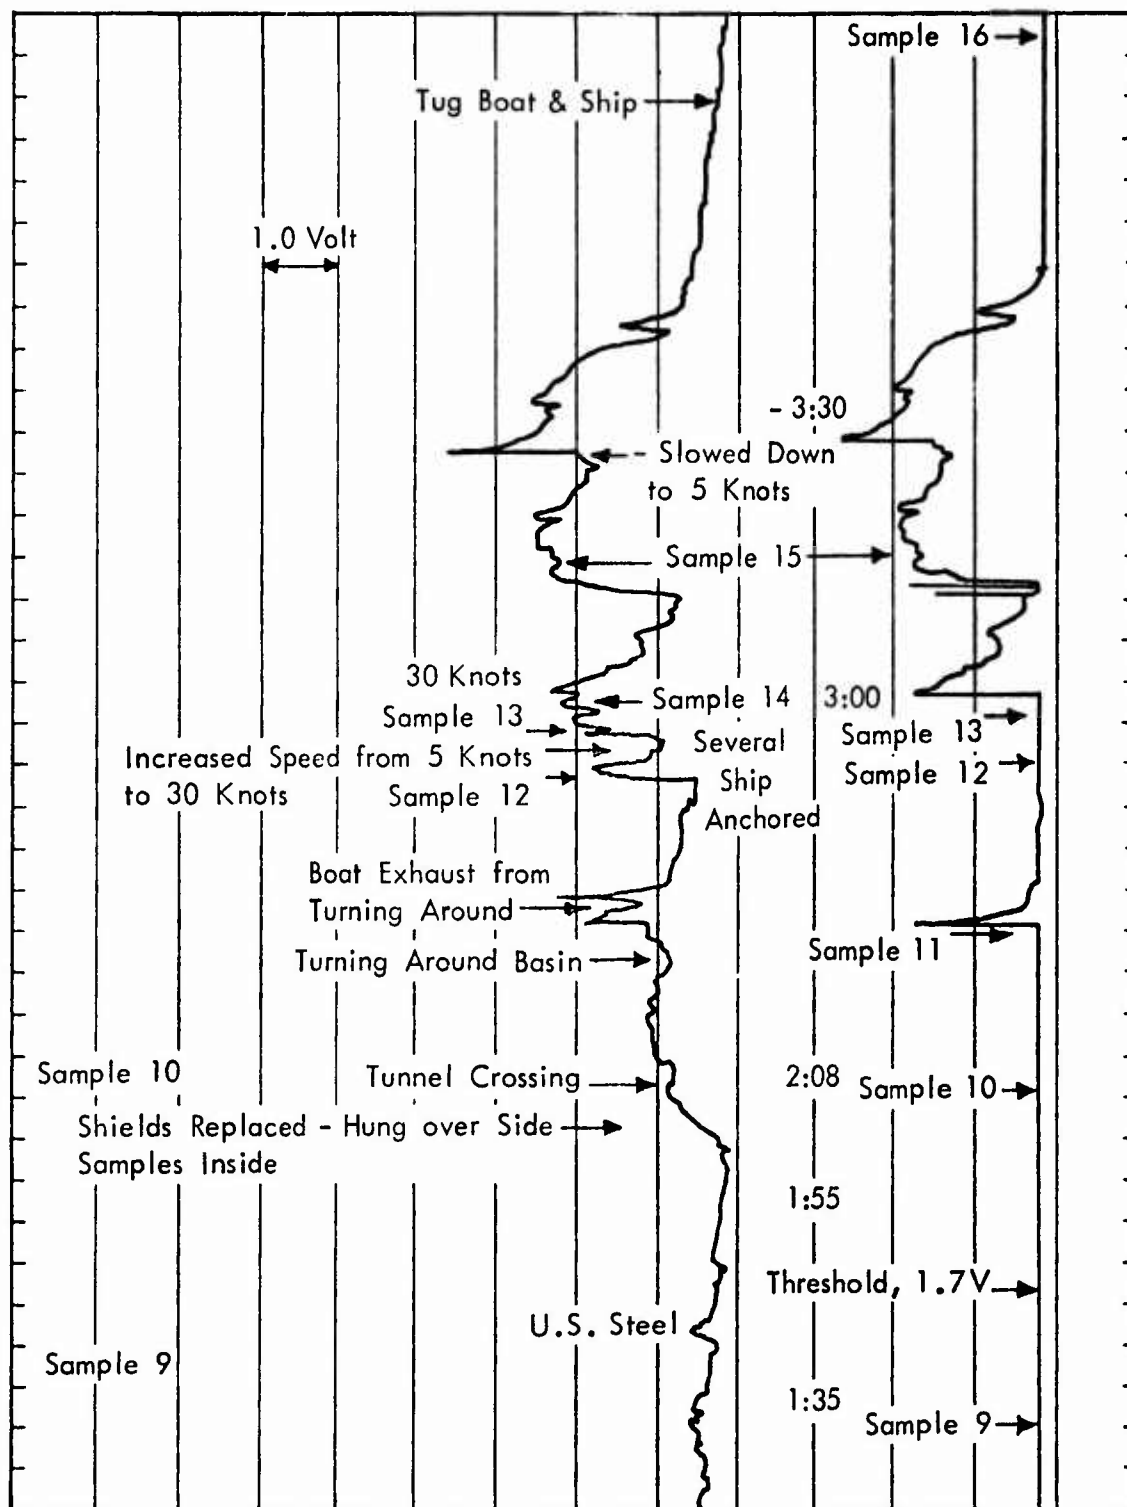 Sample 16
Tug Boat & Ship
1.0 Volt
- 3:30
Slowed Down
to 5 Knots
Sample 15
30 Knots
Sample 14
3:00
Sample 13
Several
Ship
Anchored
Sample 13
Increased Speed from 5 Knots
to 30 Knots
Sample 12
Sample 12
Boat Exhaust from
Turning Around
Sample 11
Turning Around Basin
Sample 10
Tunnel Crossing
2:08
Sample 10
Shields Replaced - Hung over Side
Samples Inside
1:55
Threshold, 1.7V
U.S. Steel
Sample 9
1:35
Sample 9